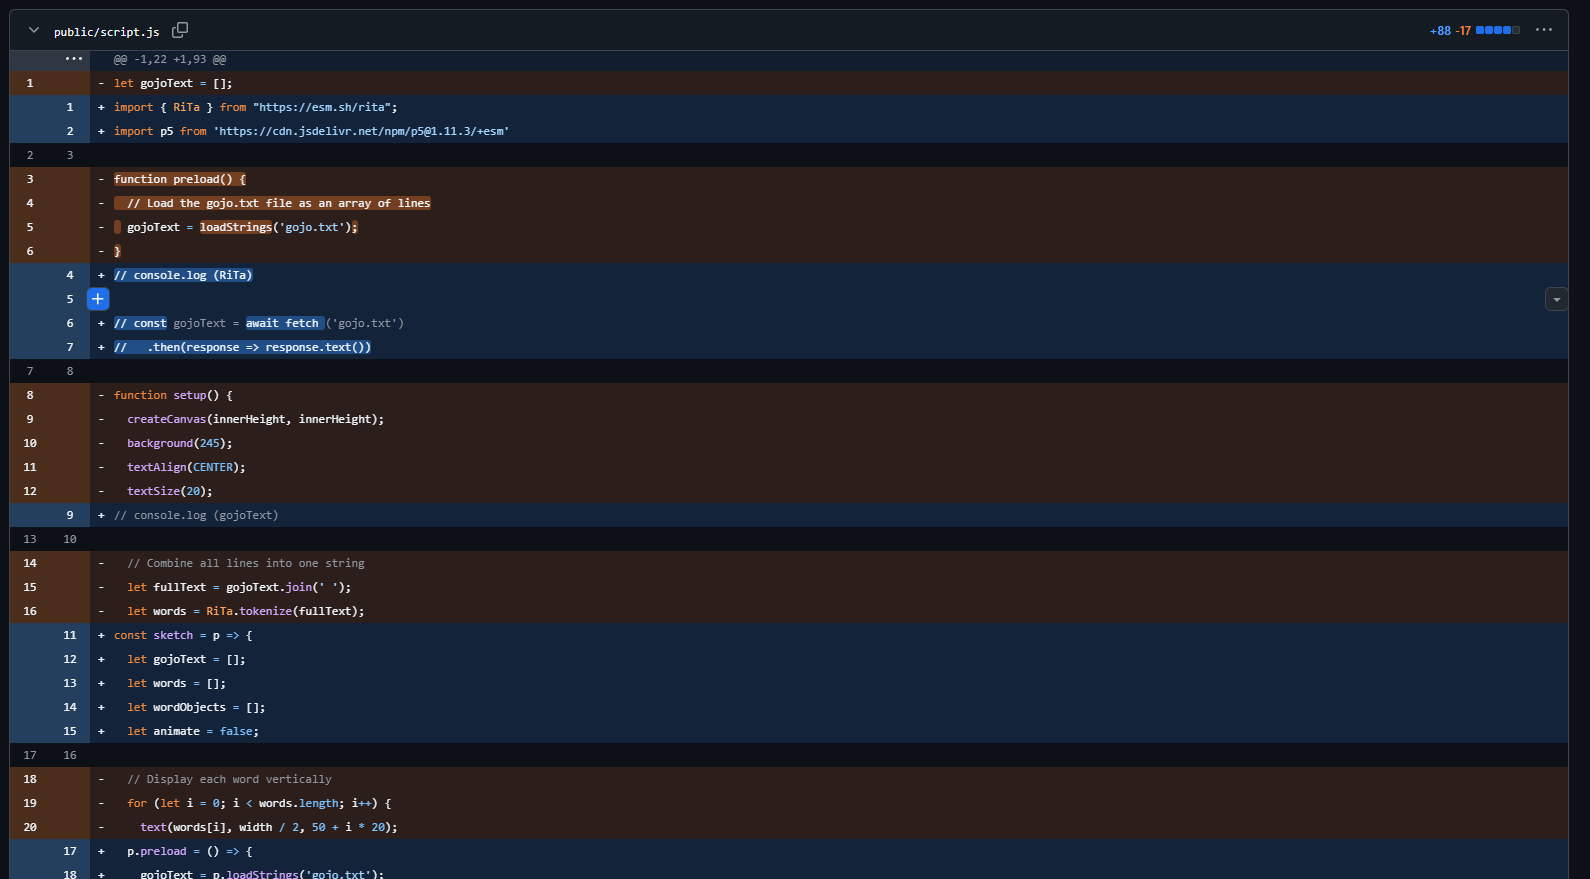 public/script.js +88 -17
@@ -1,22 +1,93 @@
1 - let gojoText = [];
1 + import { RiTa } from "https://esm.sh/rita";
2 + import p5 from 'https://cdn.jsdelivr.net/npm/p5@1.11.3/+esm'
2 3
3 - function preload() {
4 -   // Load the gojo.txt file as an array of lines
5 -   gojoText = loadStrings('gojo.txt');
6 - }
4 + // console.log (RiTa)
5 +
6 + // const gojoText = await fetch ('gojo.txt')
7 + //   .then(response => response.text())
7 8
8 - function setup() {
9 -   createCanvas(innerHeight, innerHeight);
10 -   background(245);
11 -   textAlign(CENTER);
12 -   textSize(20);
9 + // console.log (gojoText)
13 10
14 -   // Combine all lines into one string
15 -   let fullText = gojoText.join(' ');
16 -   let words = RiTa.tokenize(fullText);
11 + const sketch = p => {
12 +   let gojoText = [];
13 +   let words = [];
14 +   let wordObjects = [];
15 +   let animate = false;
17 16
18 -   // Display each word vertically
19 -   for (let i = 0; i < words.length; i++) {
20 -     text(words[i], width / 2, 50 + i * 20);
17 +   p.preload = () => {
18 +     gojoText = p.loadStrings('gojo.txt');